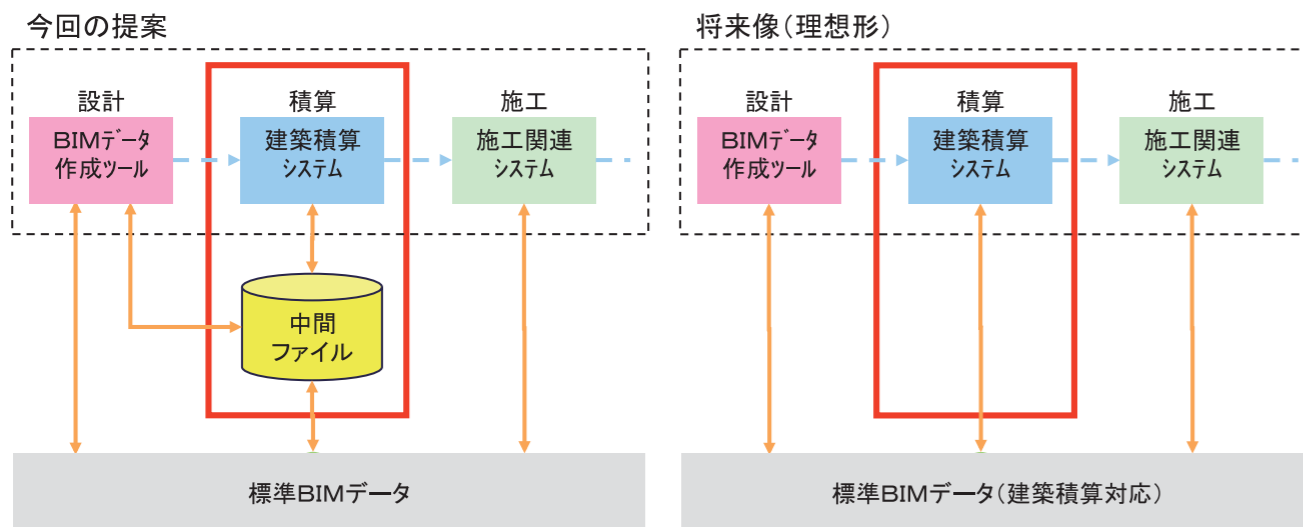 今回の提案
設計
BIMﾃﾞｰﾀ
作成ﾂｰﾙ
積算
建築積算
ｼｽﾃﾑ
施工
施工関連
ｼｽﾃﾑ
中間
ファイル
標準BIMデータ
将来像(理想形)
設計
BIMﾃﾞｰﾀ
作成ﾂｰﾙ
積算
建築積算
ｼｽﾃﾑ
施工
施工関連
ｼｽﾃﾑ
標準BIMデータ(建築積算対応)